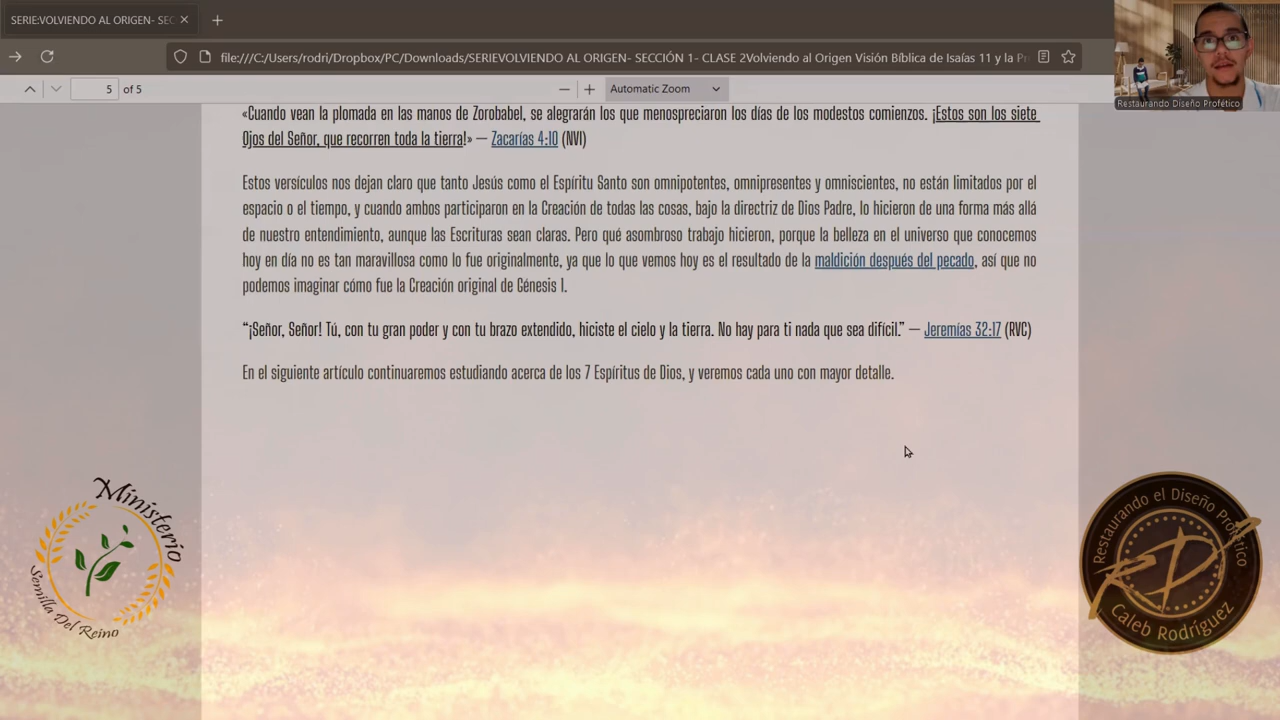 SERIE:VOLVIENDO AL ORIGEN- SEC
file:///C:/Users/rodri/Dropbox/PC/Downloads/SERIEVOLVIENDO AL ORIGEN- SECCIÓN 1- CLASE 2Volviendo al Origen Visión Bíblica de Isaías 11 y la Pr
5 of 5
Automatic Zoom
Restaurando Diseño Profético
«Cuando vean la plomada en las manos de Zorobabel, se alegrarán los que menospreciaron los días de los modestos comienzos. ¡Estos son los siete
Ojos del Señor, que recorren toda la tierra!» — Zacarías 4:10 (NVI)
Estos versículos nos dejan claro que tanto Jesús como el Espíritu Santo son omnipotentes, omnipresentes y omniscientes, no están limitados por el
espacio o el tiempo, y cuando ambos participaron en la Creación de todas las cosas, bajo la directriz de Dios Padre, lo hicieron de una forma más allá
de nuestro entendimiento, aunque las Escrituras sean claras. Pero qué asombroso trabajo hicieron, porque la belleza en el universo que conocemos
hoy en día no es tan maravillosa como lo fue originalmente, ya que lo que vemos hoy es el resultado de la maldición después del pecado, así que no
podemos imaginar cómo fue la Creación original de Génesis 1.
“¡Señor, Señor! Tú, con tu gran poder y con tu brazo extendido, hiciste el cielo y la tierra. No hay para ti nada que sea difícil.” — Jeremías 32:17 (RVC)
En el siguiente artículo continuaremos estudiando acerca de los 7 Espíritus de Dios, y veremos cada uno con mayor detalle.
Ministerio
Semilla Del Reino
Restaurando el Diseño Profético
RD
Caleb Rodríguez